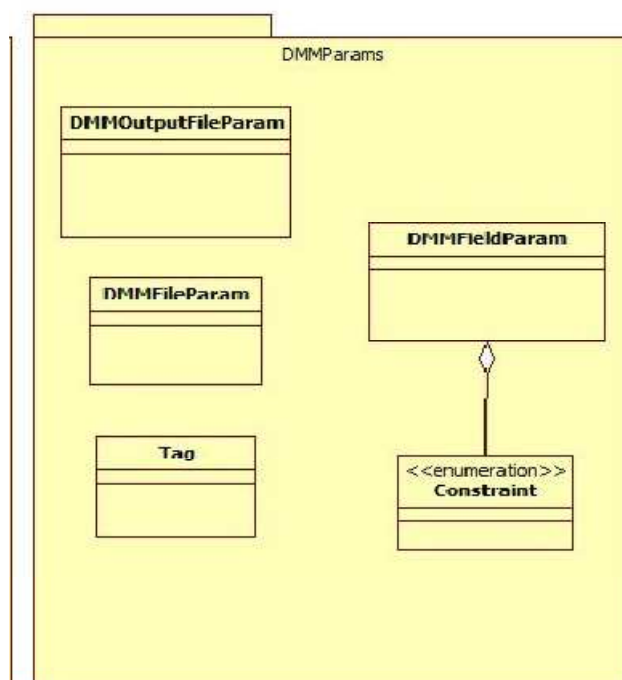 DMMParams
DMMOutputFileParam
DMMFieldParam
DMMFileParam
Tag
<<enumeration>>
Constraint